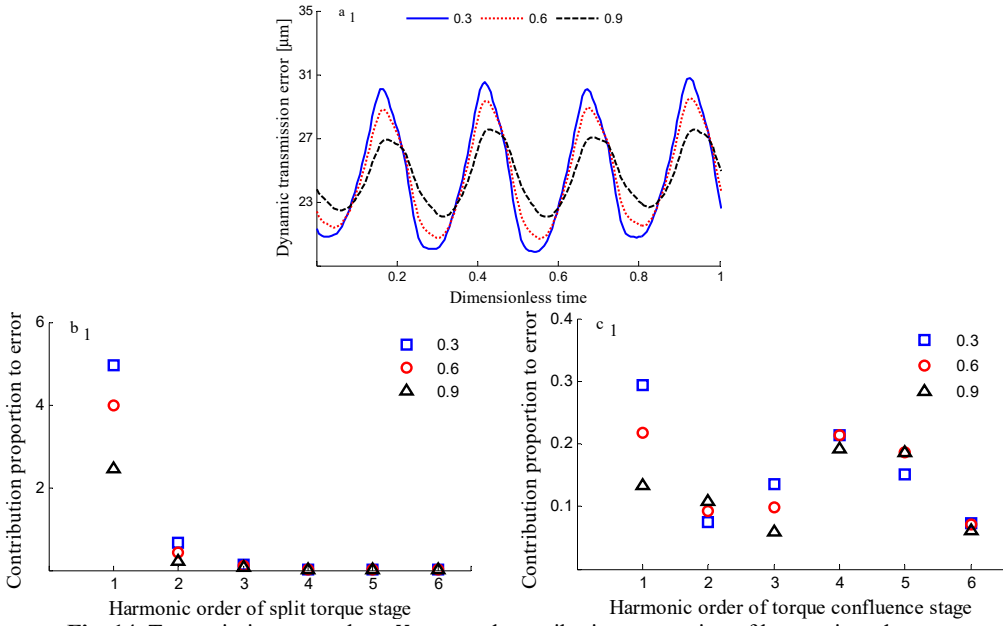 a 1
0.3 0.6 0.9
Dynamic transmission error [μm]
35
31
27
23
0.2 0.4 0.6 0.8 1
Dimensionless time
b 1
Contribution proportion to error
6
4
2
0.3
0.6
0.9
1 2 3 4 5 6
Harmonic order of split torque stage
c 1
Contribution proportion to error
0.4
0.3
0.2
0.1
0.3
0.6
0.9
1 2 3 4 5 6
Harmonic order of torque confluence stage